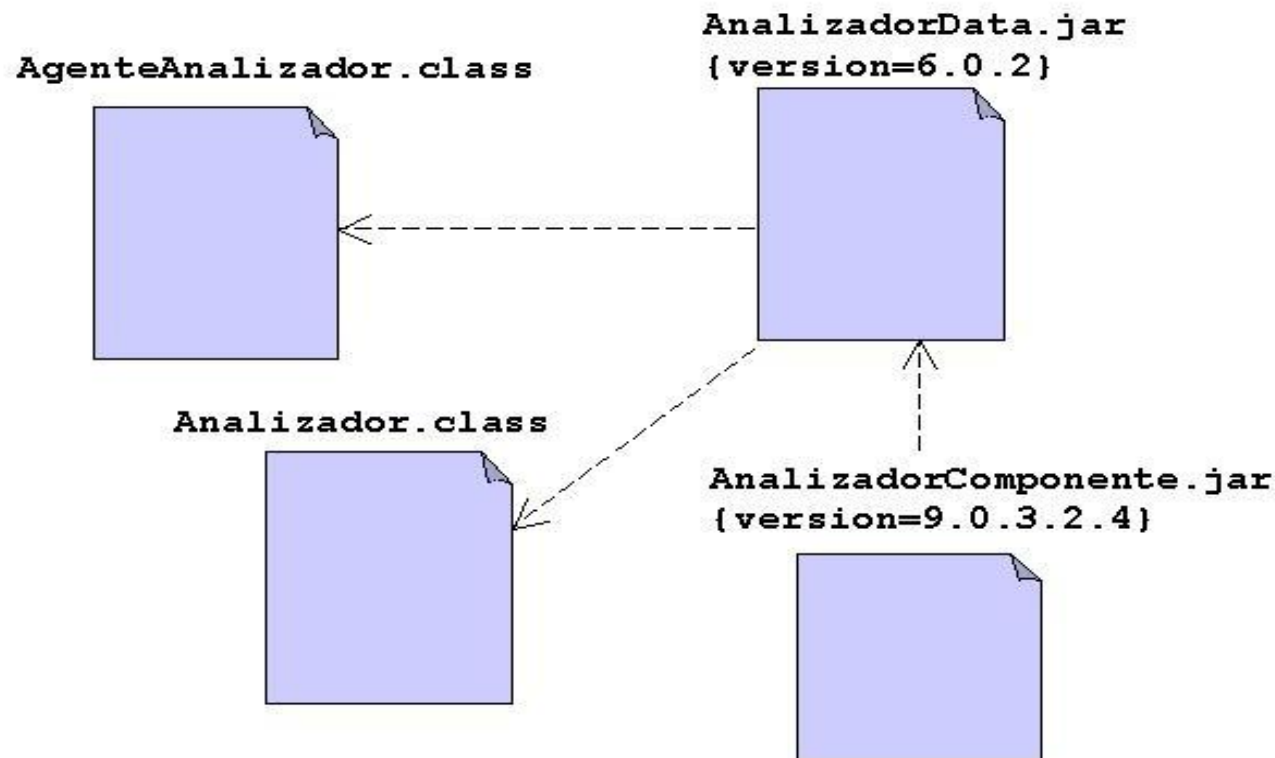 AnalizadorData.jar
{version=6.0.2}
AgenteAnalizador.class
Analizador.class
AnalizadorComponente.jar
{version=9.0.3.2.4}